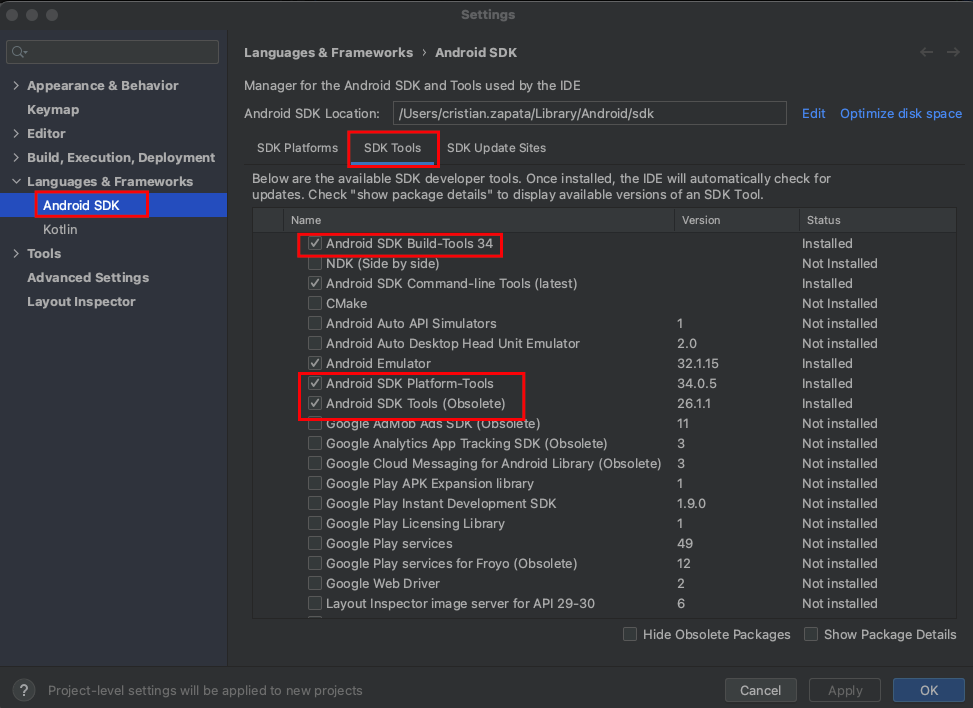 Settings
Languages & Frameworks › Android SDK
Manager for the Android SDK and Tools used by the IDE
Android SDK Location: /Users/cristian.zapata/Library/Android/sdk Edit Optimize disk space
Appearance & Behavior
Keymap
Editor
Build, Execution, Deployment
Languages & Frameworks
Android SDK
Kotlin
Tools
Advanced Settings
Layout Inspector
SDK Platforms SDK Tools SDK Update Sites
Below are the available SDK developer tools. Once installed, the IDE will automatically check for
updates. Check "show package details" to display available versions of an SDK Tool.
Name Version Status
Android SDK Build-Tools 34 Installed
NDK (Side by side) Not Installed
Android SDK Command-line Tools (latest) Installed
CMake Not Installed
Android Auto API Simulators 1 Not installed
Android Auto Desktop Head Unit Emulator 2.0 Not installed
Android Emulator 32.1.15 Installed
Android SDK Platform-Tools 34.0.5 Installed
Android SDK Tools (Obsolete) 26.1.1 Installed
Google AdMob Ads SDK (Obsolete) 11 Not installed
Google Analytics App Tracking SDK (Obsolete) 3 Not installed
Google Cloud Messaging for Android Library (Obsolete) 3 Not installed
Google Play APK Expansion library 1 Not installed
Google Play Instant Development SDK 1.9.0 Not installed
Google Play Licensing Library 1 Not installed
Google Play services 49 Not installed
Google Play services for Froyo (Obsolete) 12 Not installed
Google Web Driver 2 Not installed
Layout Inspector image server for API 29-30 6 Not installed
Hide Obsolete Packages Show Package Details
? Project-level settings will be applied to new projects
Cancel Apply OK